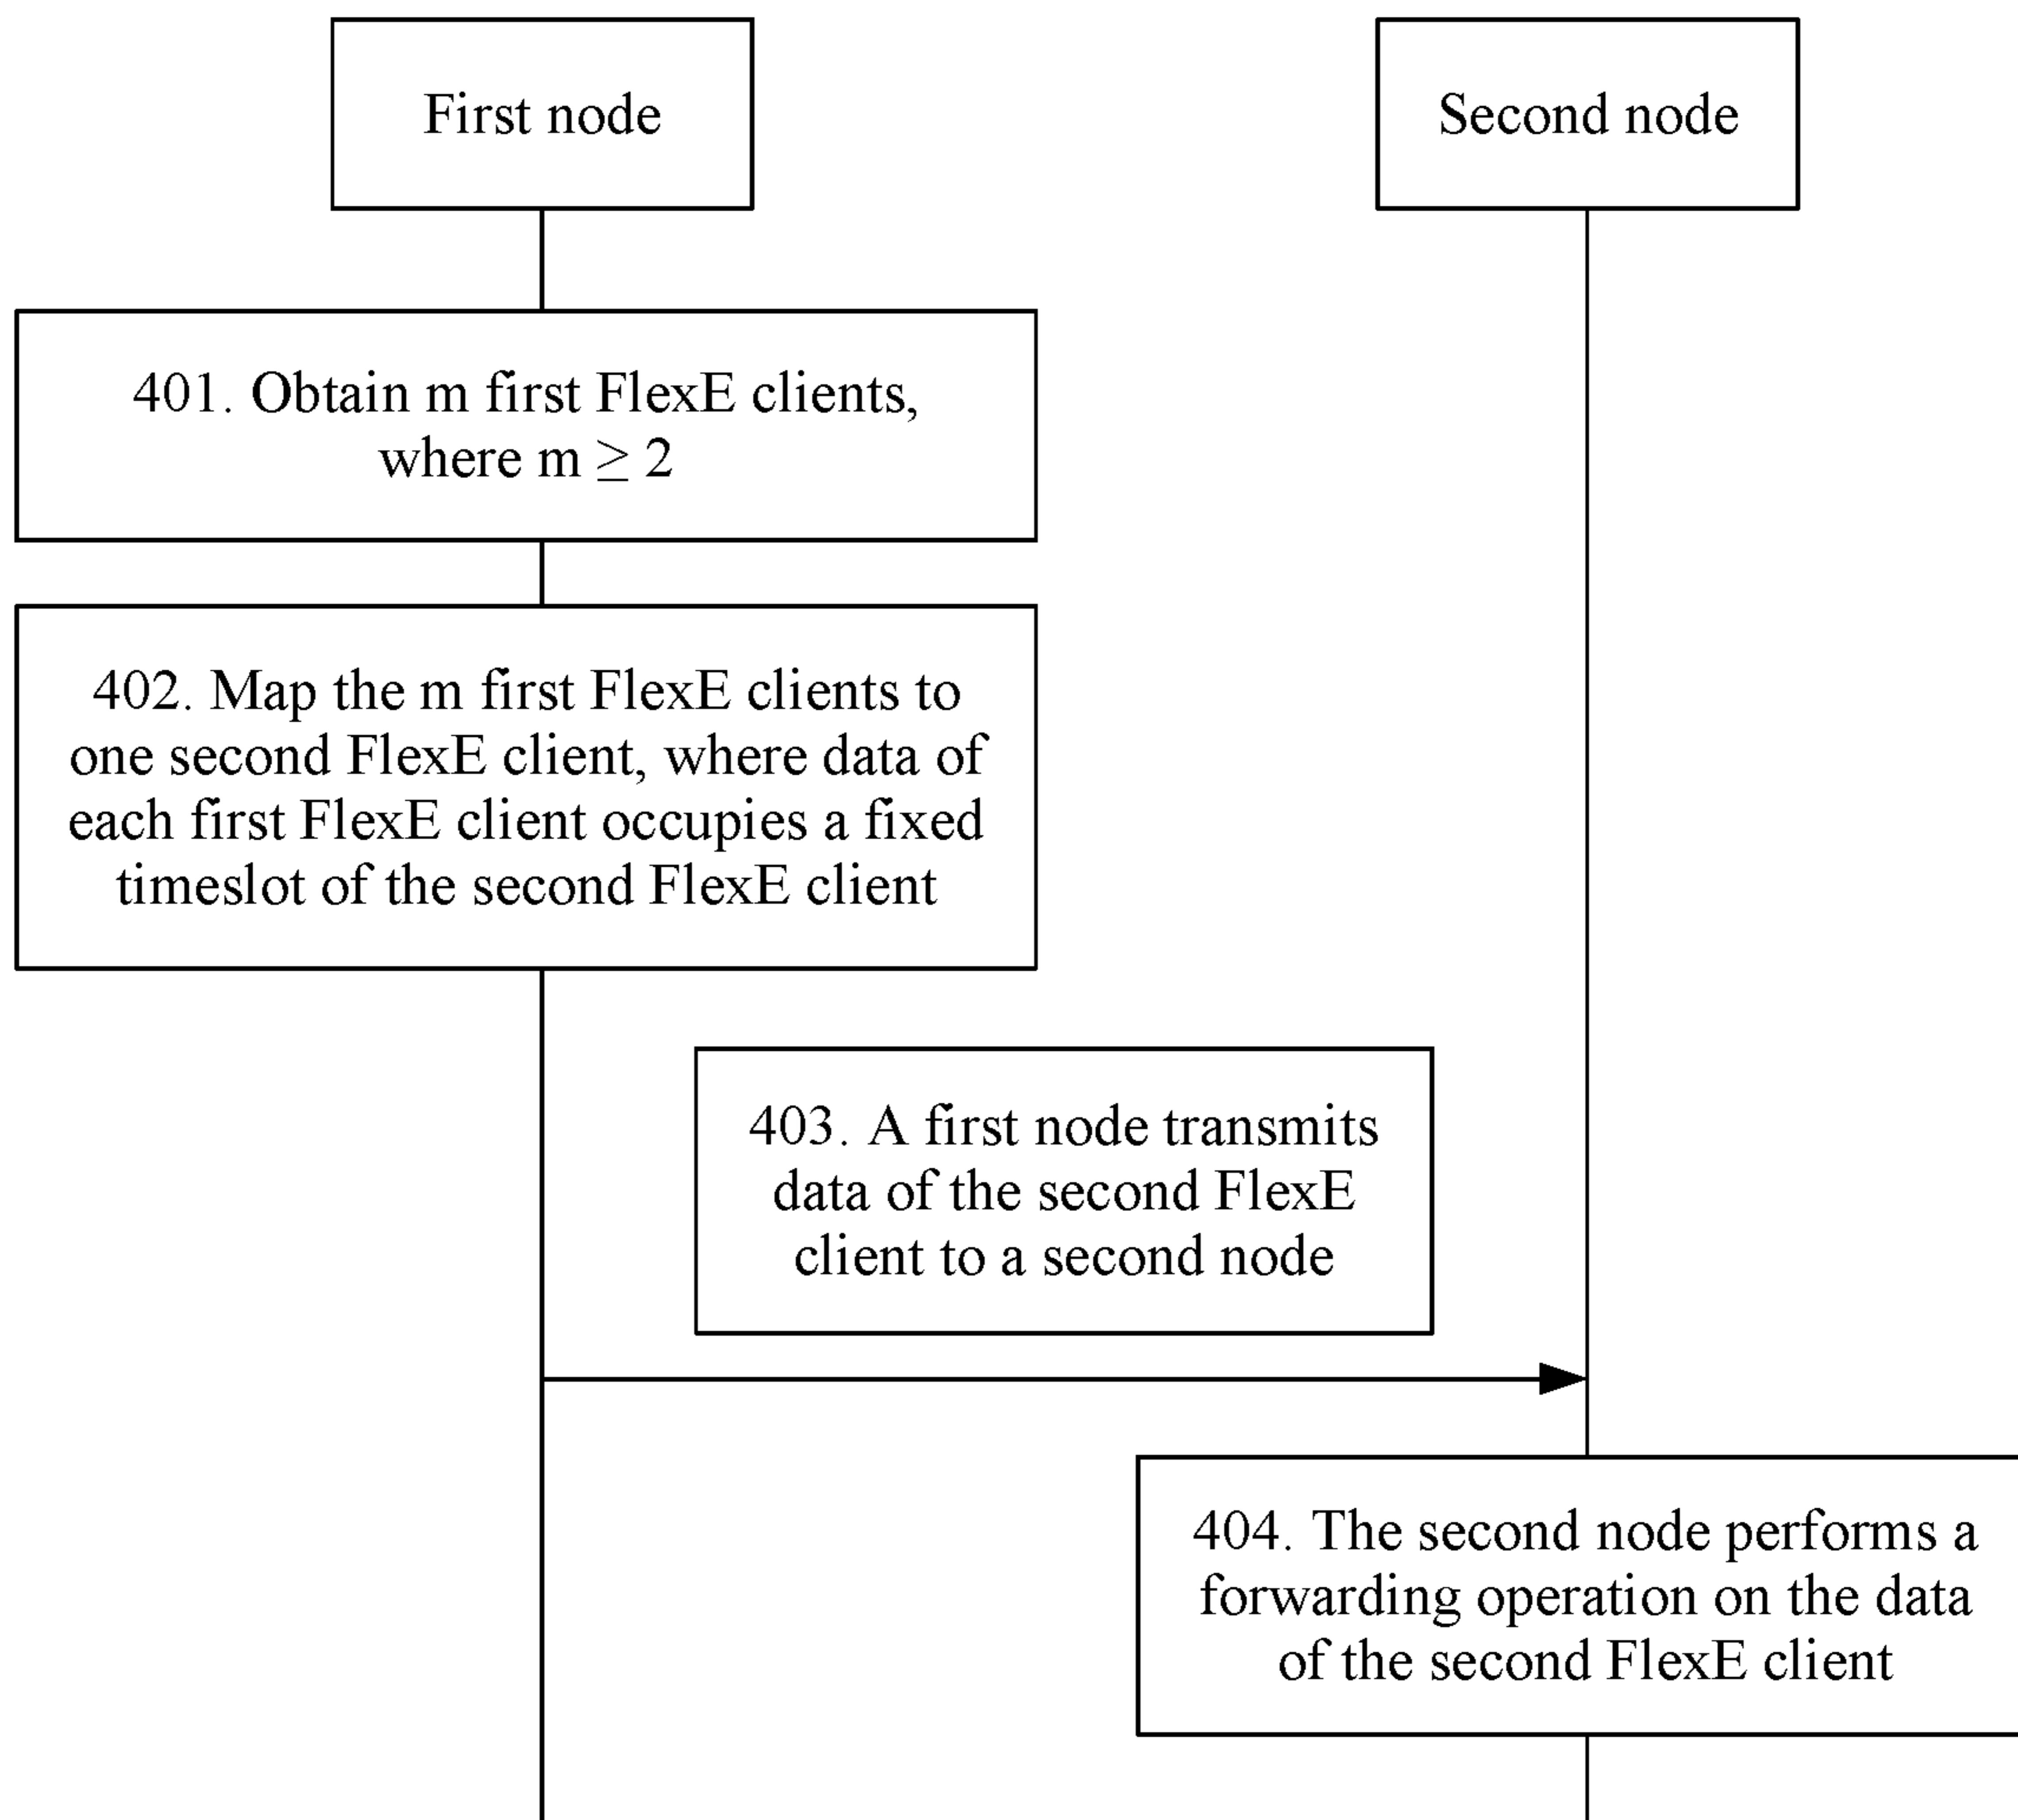 First node
Second node
401. Obtain m first FlexE clients,
where m ≥ 2
402. Map the m first FlexE clients to
one second FlexE client, where data of
each first FlexE client occupies a fixed
timeslot of the second FlexE client
403. A first node transmits
data of the second FlexE
client to a second node
404. The second node performs a
forwarding operation on the data
of the second FlexE client